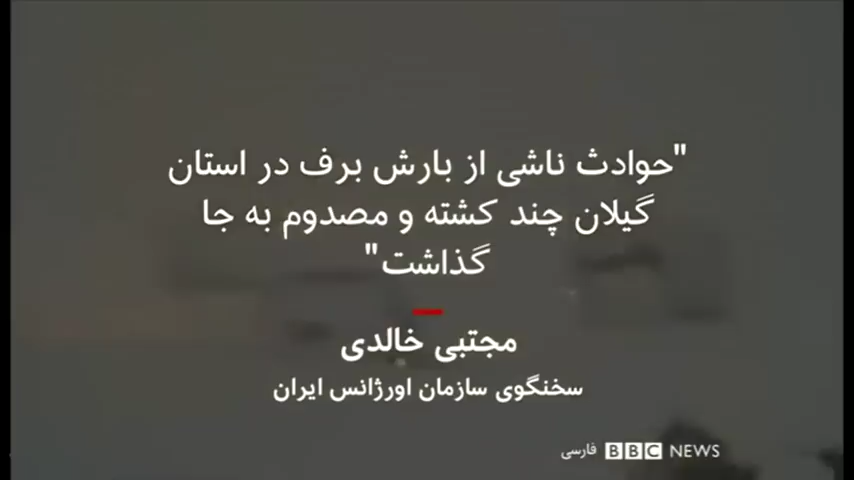 "حوادث ناشی از بارش برف در استان
گیلان چند کشته و مصدوم به جا
گذاشت"
مجتبی خالدی
سخنگوی سازمان اورژانس ایران
BBC NEWS فارسی